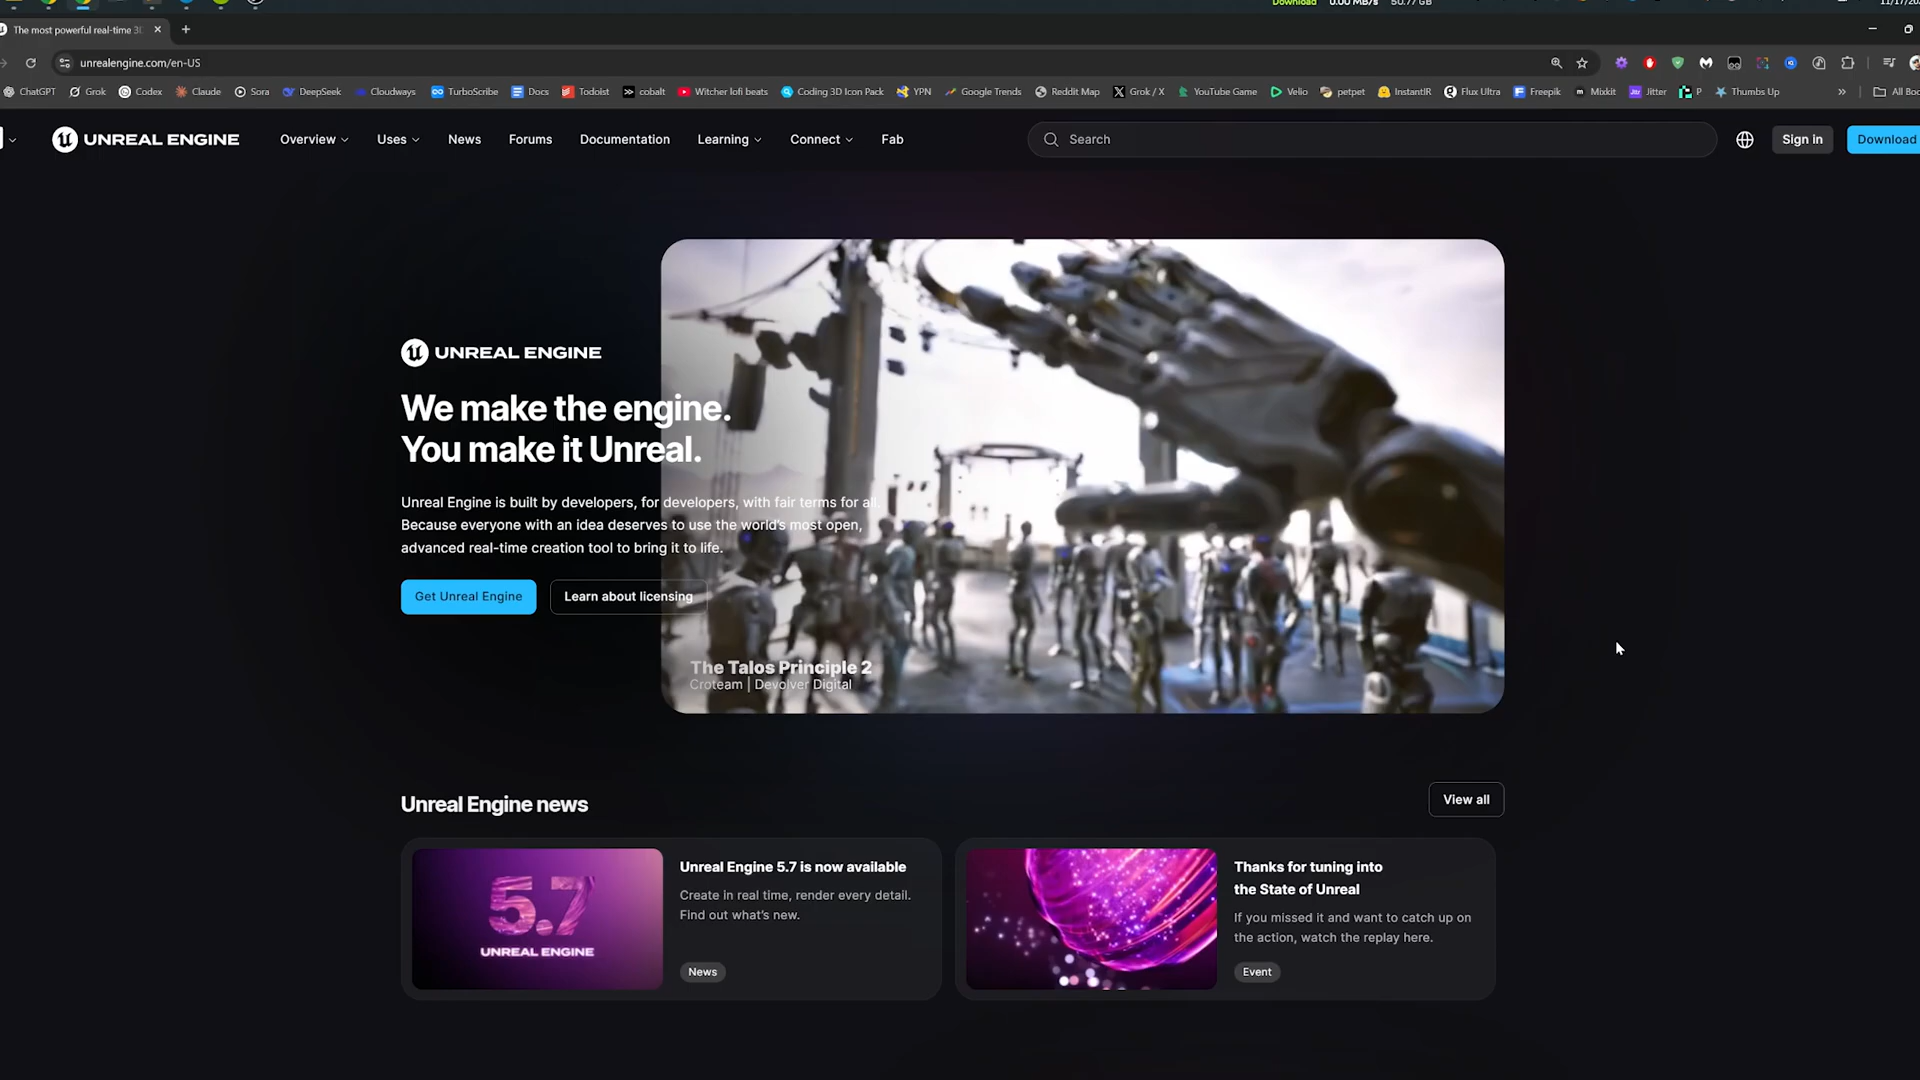 Download 0.00 MB/s 50.77 GB
The most powerful real-time 3D
unrealengine.com/en-US
ChatGPT Grok Codex Claude Sora DeepSeek Cloudways TurboScribe Docs Todoist cobalt Witcher lofi beats Coding 3D Icon Pack YPN Google Trends Reddit Map Grok / X YouTube Game Velio petpet InstantIR Flux Ultra Freepik Mixkit Jitter P Thumbs Up » All Boo
UNREAL ENGINE Overview Uses News Forums Documentation Learning Connect Fab Search Sign in Download
UNREAL ENGINE
We make the engine.
You make it Unreal.
Unreal Engine is built by developers, for developers, with fair terms for all.
Because everyone with an idea deserves to use the world's most open,
advanced real-time creation tool to bring it to life.
Get Unreal Engine Learn about licensing
The Talos Principle 2
Croteam | Devolver Digital
Unreal Engine news View all
5.7
UNREAL ENGINE
Unreal Engine 5.7 is now available
Create in real time, render every detail.
Find out what's new.
News
Thanks for tuning into
the State of Unreal
If you missed it and want to catch up on
the action, watch the replay here.
Event